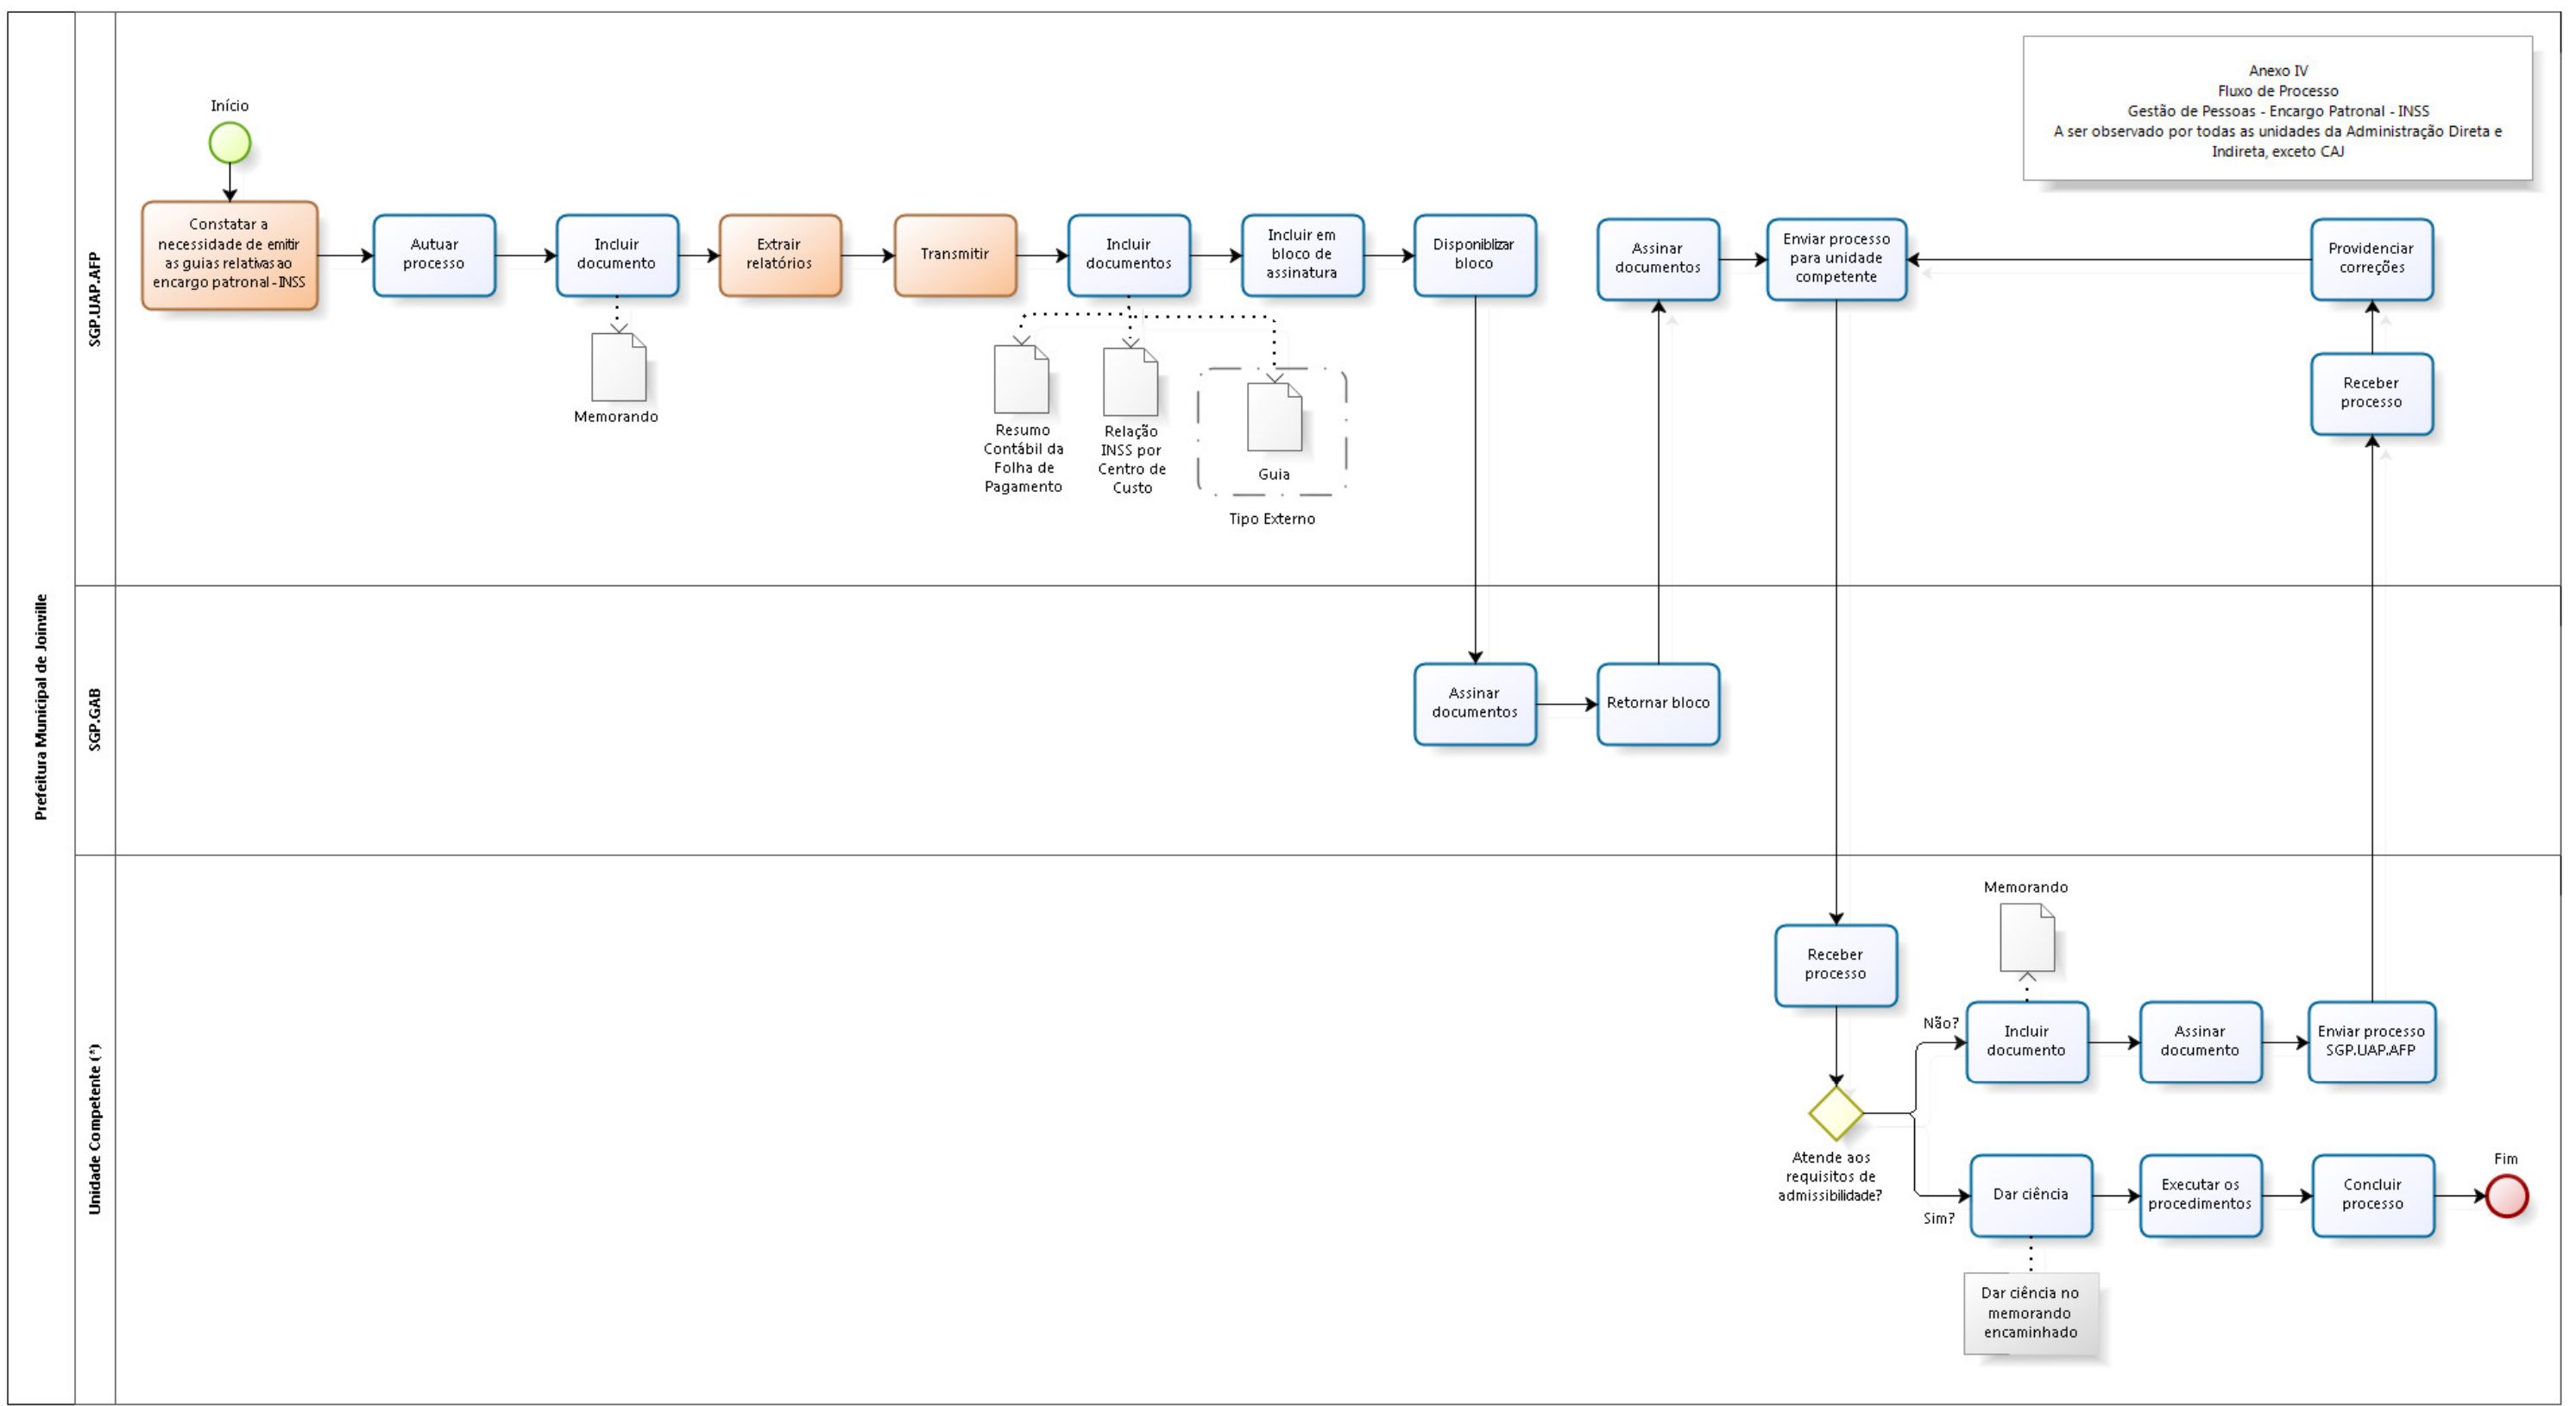 Anexo IV
Fluxo de Processo
Gestão de Pessoas - Encargo Patronal - INSS
A ser observado por todas as unidades da Administração Direta e
Indireta, exceto CAJ
Prefeitura Municipal de Joinville
SGP.UAP.AFP
Início
Constatar a
necessidade de emitir
as guias relativas ao
encargo patronal - INSS
Autuar
processo
Incluir
documento
Memorando
Extrair
relatórios
Transmitir
Incluir
documentos
Resumo
Contábil da
Folha de
Pagamento
Relação
INSS por
Centro de
Custo
Guia
Tipo Externo
Incluir em
bloco de
assinatura
Disponiblizar
bloco
Assinar
documentos
Enviar processo
para unidade
competente
Providenciar
correções
Receber
processo
SGP.GAB
Assinar
documentos
Retornar bloco
Unidade Competente (*)
Receber
processo
Atende aos
requisitos de
admissibilidade?
Não?
Memorando
Incluir
documento
Assinar
documento
Enviar processo
SGP.UAP.AFP
Sim?
Dar ciência
Dar ciência no
memorando
encaminhado
Executar os
procedimentos
Concluir
processo
Fim